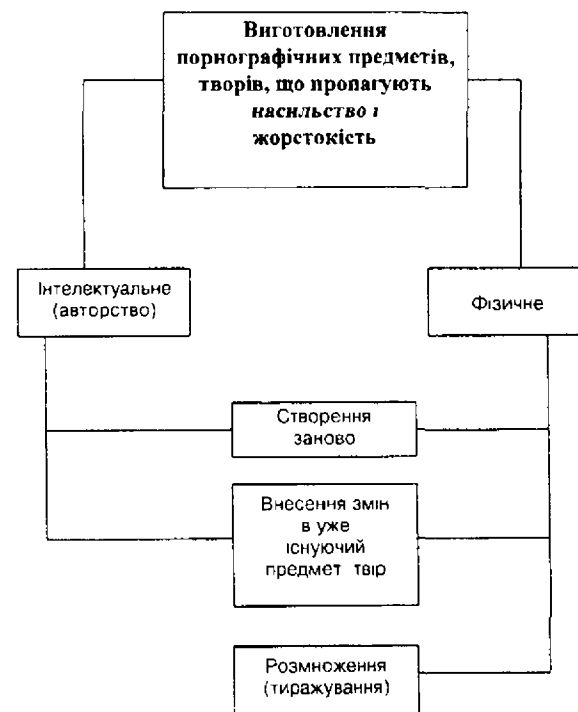 Виготовлення
порнографічних предметів,
творів, що пропагують
насильство і
жорстокість
Інтелектуальне
(авторство)
Фізичне
Створення
заново
Внесення змін
в уже
існуючий
предмет твір
Розмноження
(тиражування)